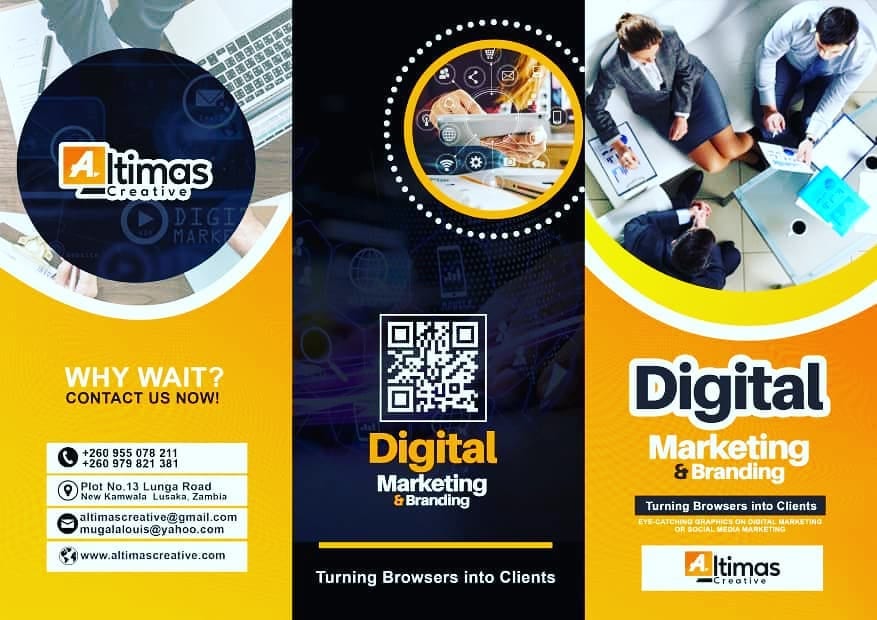 Altimas
Creative
DIGI
MARKE
WHY WAIT?
CONTACT US NOW!
+260 955 078 211
+260 979 821 381
Plot No.13 Lunga Road
New Kamwala Lusaka, Zambia
altimascreative@gmail.com
mugalalouis@yahoo.com
www.altimascreative.com
Digital
Marketing
& Branding
Turning Browsers into Clients
Digital
Marketing
& Branding
Turning Browsers into Clients
EYE-CATCHING GRAPHICS ON DIGITAL MARKETING
OR SOCIAL MEDIA MARKETING
Altimas
Creative